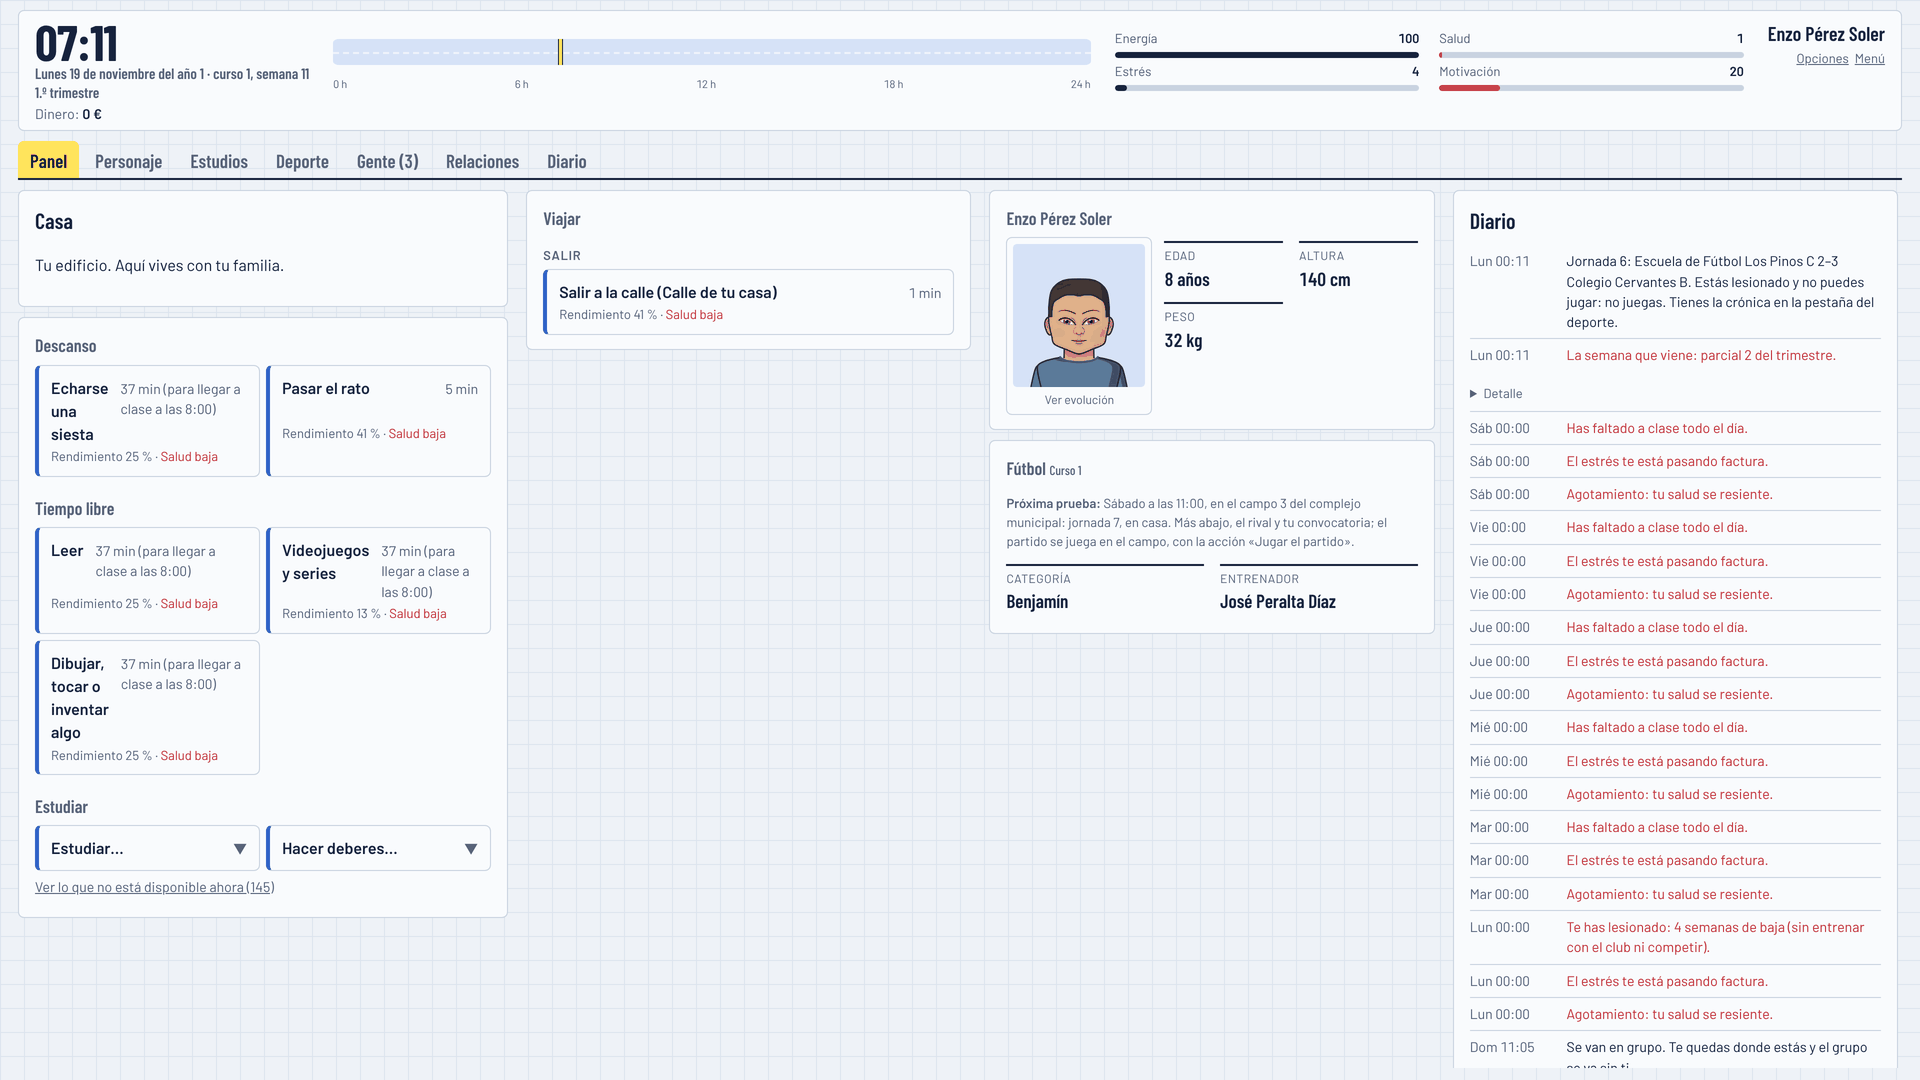 07:11
Lunes 19 de noviembre del año 1 · curso 1, semana 11
1.º trimestre
Dinero: 0 €
0 h
6 h
12 h
18 h
24 h
Energía 100
Estrés 4
Salud 1
Motivación 20
Enzo Pérez Soler
Opciones Menú
Panel
Personaje
Estudios
Deporte
Gente (3)
Relaciones
Diario
Casa
Tu edificio. Aquí vives con tu familia.
Descanso
Echarse una siesta
37 min (para llegar a clase a las 8:00)
Rendimiento 25 % · Salud baja
Pasar el rato
5 min
Rendimiento 41 % · Salud baja
Tiempo libre
Leer
37 min (para llegar a clase a las 8:00)
Rendimiento 25 % · Salud baja
Videojuegos y series
37 min (para llegar a clase a las 8:00)
Rendimiento 13 % · Salud baja
Dibujar, tocar o inventar algo
37 min (para llegar a clase a las 8:00)
Rendimiento 25 % · Salud baja
Estudiar
Estudiar...
Hacer deberes...
Ver lo que no está disponible ahora (145)
Viajar
SALIR
Salir a la calle (Calle de tu casa)
1 min
Rendimiento 41 % · Salud baja
Enzo Pérez Soler
Ver evolución
EDAD
8 años
ALTURA
140 cm
PESO
32 kg
Fútbol Curso 1
Próxima prueba: Sábado a las 11:00, en el campo 3 del complejo
municipal: jornada 7, en casa. Más abajo, el rival y tu convocatoria; el
partido se juega en el campo, con la acción «Jugar el partido».
CATEGORÍA
Benjamín
ENTRENADOR
José Peralta Díaz
Diario
Lun 00:11 Jornada 6: Escuela de Fútbol Los Pinos C 2–3
Colegio Cervantes B. Estás lesionado y no puedes
jugar: no juegas. Tienes la crónica en la pestaña del
deporte.
Lun 00:11 La semana que viene: parcial 2 del trimestre.
Detalle
Sáb 00:00 Has faltado a clase todo el día.
Sáb 00:00 El estrés te está pasando factura.
Sáb 00:00 Agotamiento: tu salud se resiente.
Vie 00:00 Has faltado a clase todo el día.
Vie 00:00 El estrés te está pasando factura.
Vie 00:00 Agotamiento: tu salud se resiente.
Jue 00:00 Has faltado a clase todo el día.
Jue 00:00 El estrés te está pasando factura.
Jue 00:00 Agotamiento: tu salud se resiente.
Mié 00:00 Has faltado a clase todo el día.
Mié 00:00 El estrés te está pasando factura.
Mié 00:00 Agotamiento: tu salud se resiente.
Mar 00:00 Has faltado a clase todo el día.
Mar 00:00 El estrés te está pasando factura.
Mar 00:00 Agotamiento: tu salud se resiente.
Lun 00:00 Te has lesionado: 4 semanas de baja (sin entrenar
con el club ni competir).
Lun 00:00 El estrés te está pasando factura.
Lun 00:00 Agotamiento: tu salud se resiente.
Dom 11:05 Se van en grupo. Te quedas donde estás y el grupo
se va sin ti.